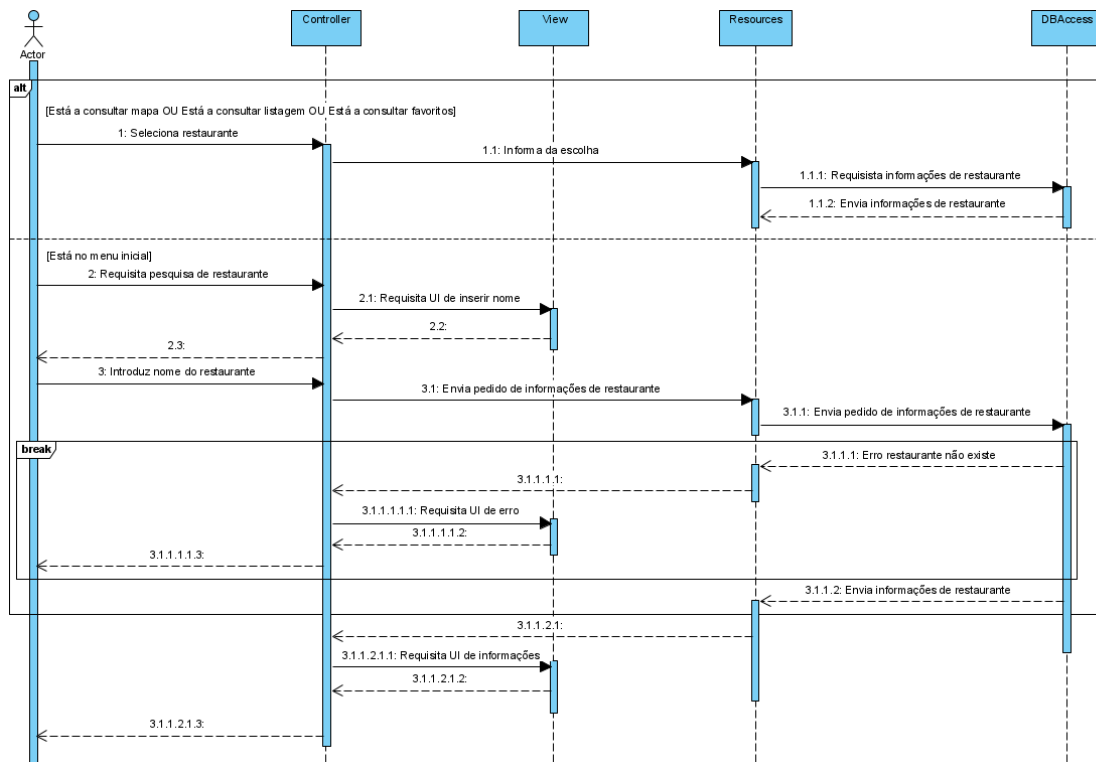 Actor
Controller
View
Resources
DBAccess
alt
[Está a consultar mapa OU Está a consultar listagem OU Está a consultar favoritos]
1: Seleciona restaurante
1.1: Informa da escolha
1.1.1: Requisista informações de restaurante
1.1.2: Envia informações de restaurante
[Está no menu inicial]
2: Requisita pesquisa de restaurante
2.1: Requisita UI de inserir nome
2.2:
2.3:
3: Introduz nome do restaurante
3.1: Envia pedido de informações de restaurante
3.1.1: Envia pedido de informações de restaurante
break
3.1.1.1: Erro restaurante não existe
3.1.1.1.1:
3.1.1.1.1.1: Requisita UI de erro
3.1.1.1.1.2:
3.1.1.1.1.3:
3.1.1.2: Envia informações de restaurante
3.1.1.2.1:
3.1.1.2.1.1: Requisita UI de informações
3.1.1.2.1.2:
3.1.1.2.1.3: